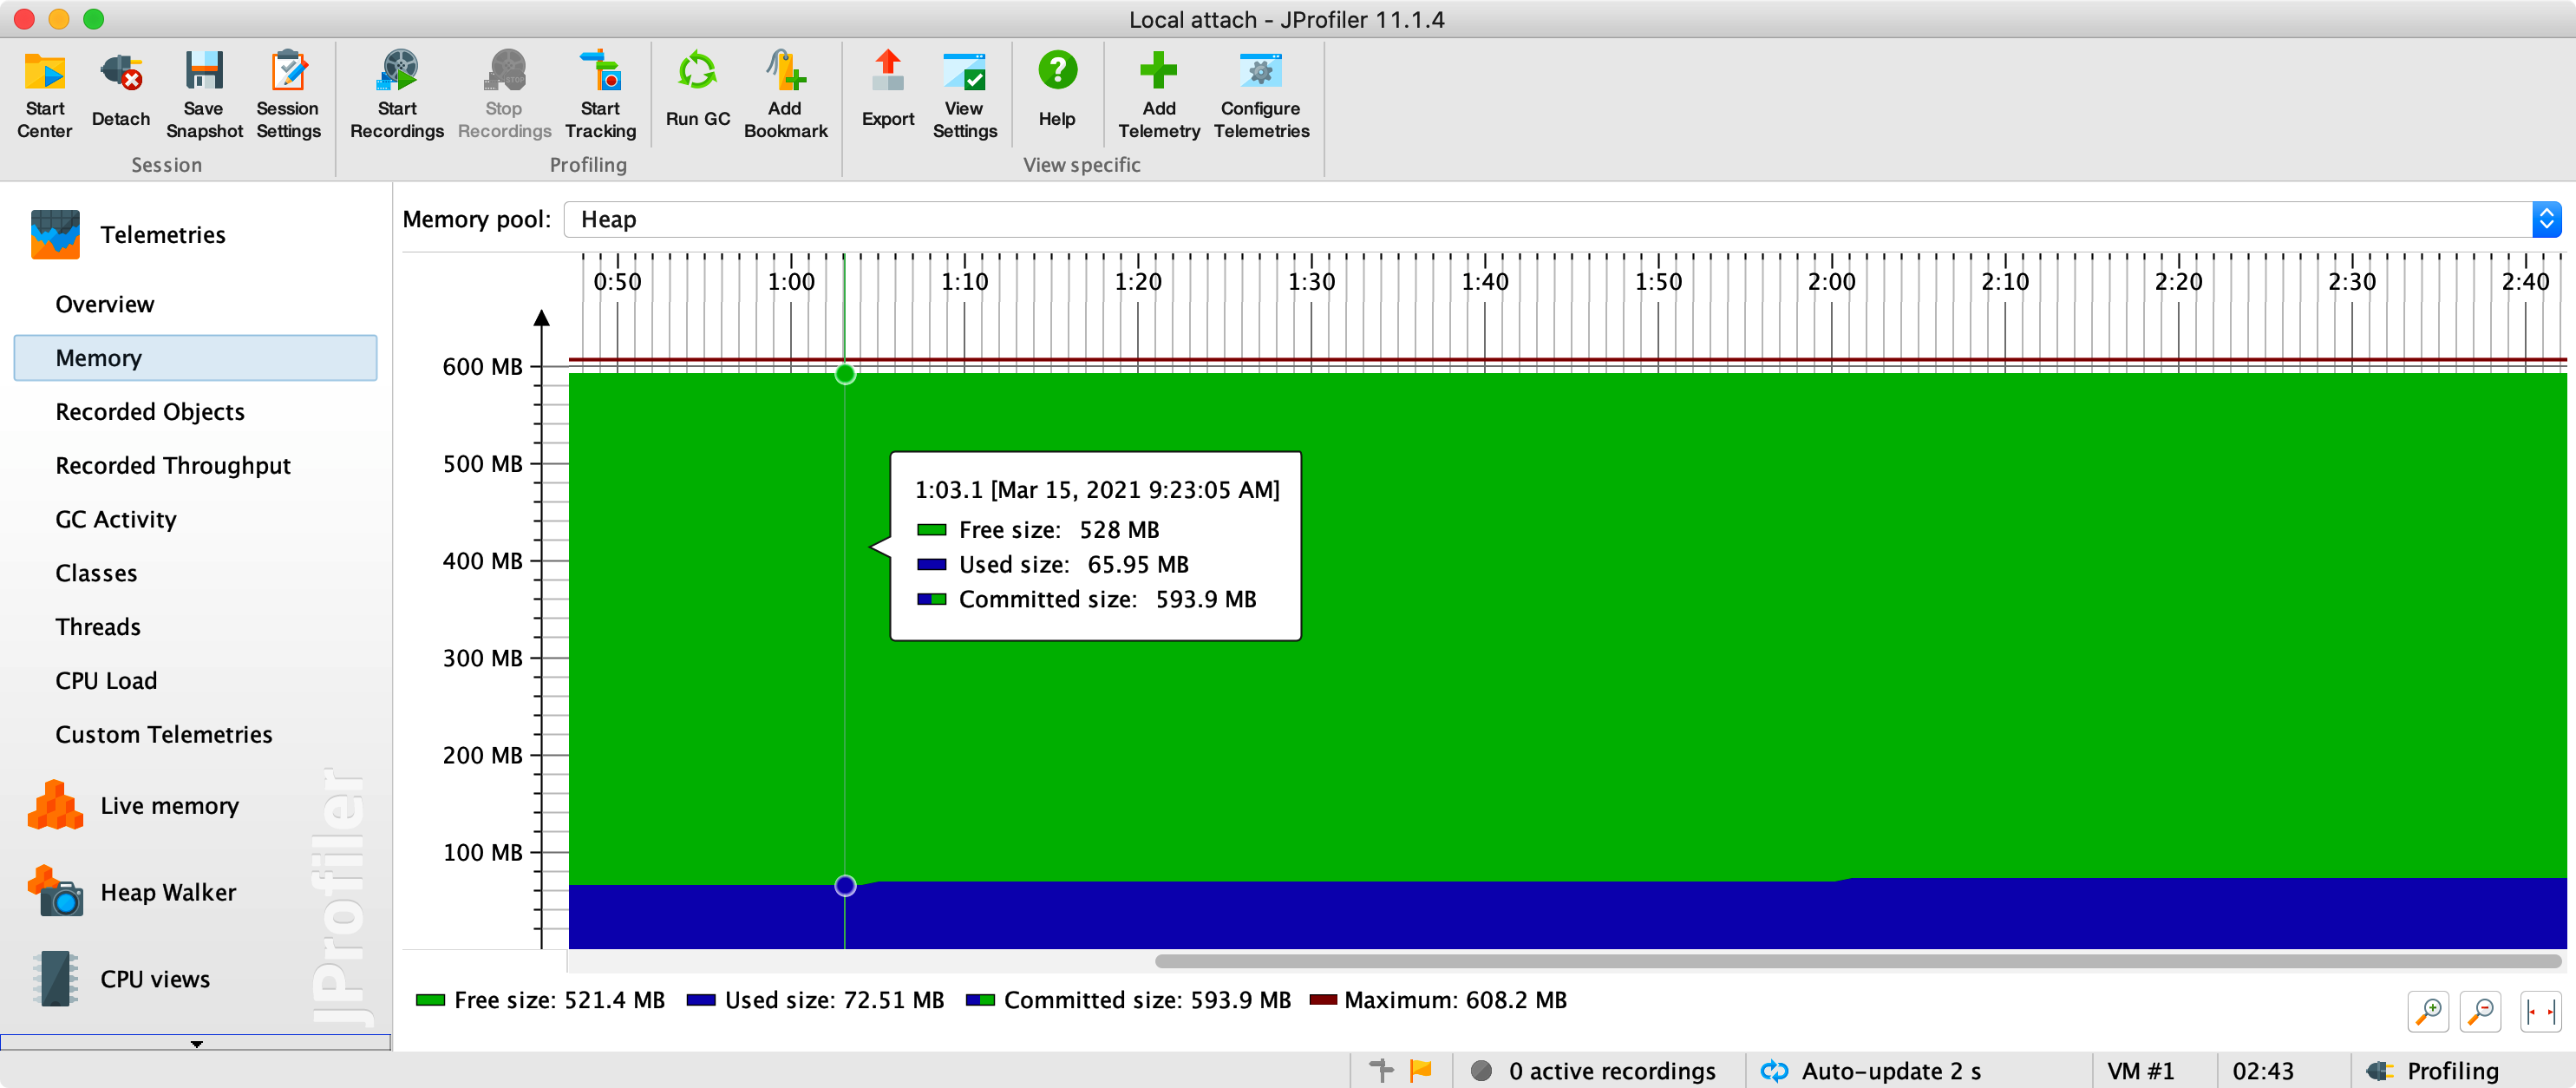 Local attach - JProfiler 11.1.4
Start Center
Detach
Save Snapshot
Session Settings
Start Recordings
Stop Recordings
Start Tracking
Run GC
Add Bookmark
Export
View Settings
Help
Add Telemetry
Configure Telemetries
Session
Profiling
View specific
Telemetries
Overview
Memory
Recorded Objects
Recorded Throughput
GC Activity
Classes
Threads
CPU Load
Custom Telemetries
Live memory
Heap Walker
CPU views
JProfiler
Memory pool: Heap
0:50 1:00 1:10 1:20 1:30 1:40 1:50 2:00 2:10 2:20 2:30 2:40
600 MB
500 MB
400 MB
300 MB
200 MB
100 MB
1:03.1 [Mar 15, 2021 9:23:05 AM]
Free size: 528 MB
Used size: 65.95 MB
Committed size: 593.9 MB
Free size: 521.4 MB Used size: 72.51 MB Committed size: 593.9 MB Maximum: 608.2 MB
0 active recordings Auto-update 2 s VM #1 02:43 Profiling